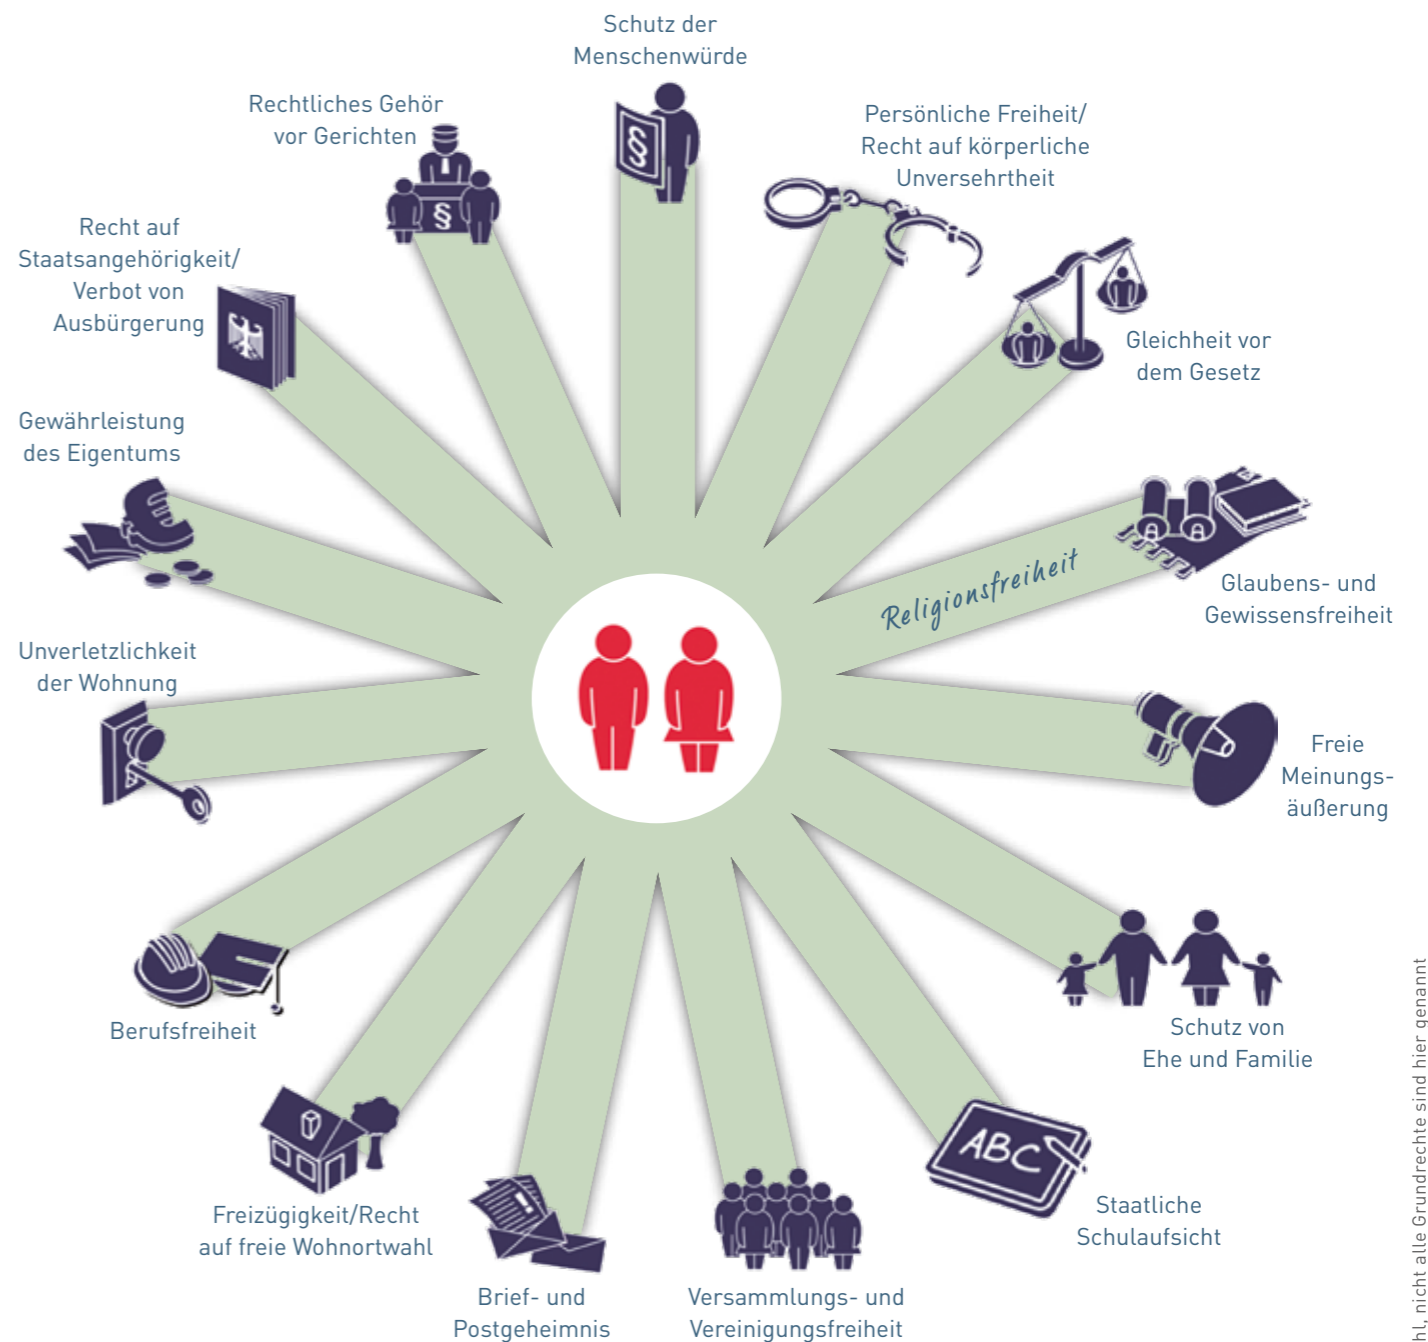 Schutz der
Menschenwürde
Persönliche Freiheit/
Recht auf körperliche
Unversehrtheit
Gleichheit vor
dem Gesetz
Glaubens- und
Gewissensfreiheit
Religionsfreiheit
Freie
Meinungs-
äußerung
Schutz von
Ehe und Familie
ABC
Staatliche
Schulaufsicht
Versammlungs- und
Vereinigungsfreiheit
Brief- und
Postgeheimnis
Freizügigkeit/Recht
auf freie Wohnortwahl
Berufsfreiheit
Unverletzlichkeit
der Wohnung
Gewährleistung
des Eigentums
Recht auf
Staatsangehörigkeit/
Verbot von
Ausbürgerung
Rechtliches Gehör
vor Gerichten
§
§
nicht alle Grundrechte sind hier genannt